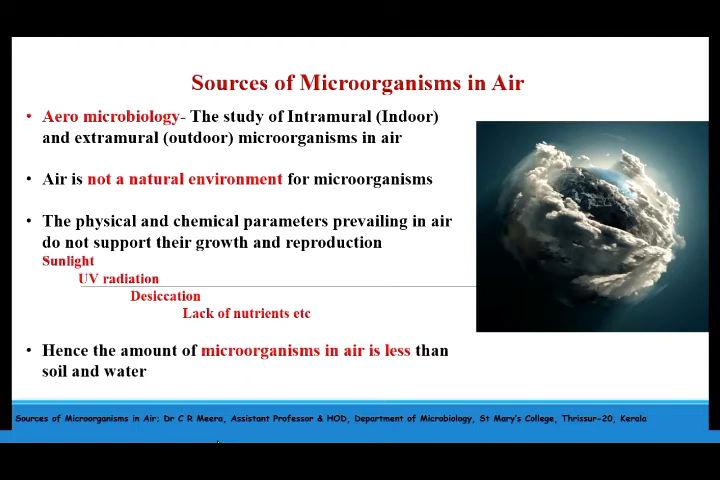 Sources of Microorganisms in Air
• Aero microbiology- The study of Intramural (Indoor)
and extramural (outdoor) microorganisms in air
• Air is not a natural environment for microorganisms
• The physical and chemical parameters prevailing in air
do not support their growth and reproduction
Sunlight
UV radiation
Desiccation
Lack of nutrients etc
• Hence the amount of microorganisms in air is less than
soil and water
Sources of Microorganisms in Air; Dr C R Meera, Assistant Professor & HOD, Department of Microbiology, St Mary's College, Thrissur-20, Kerala